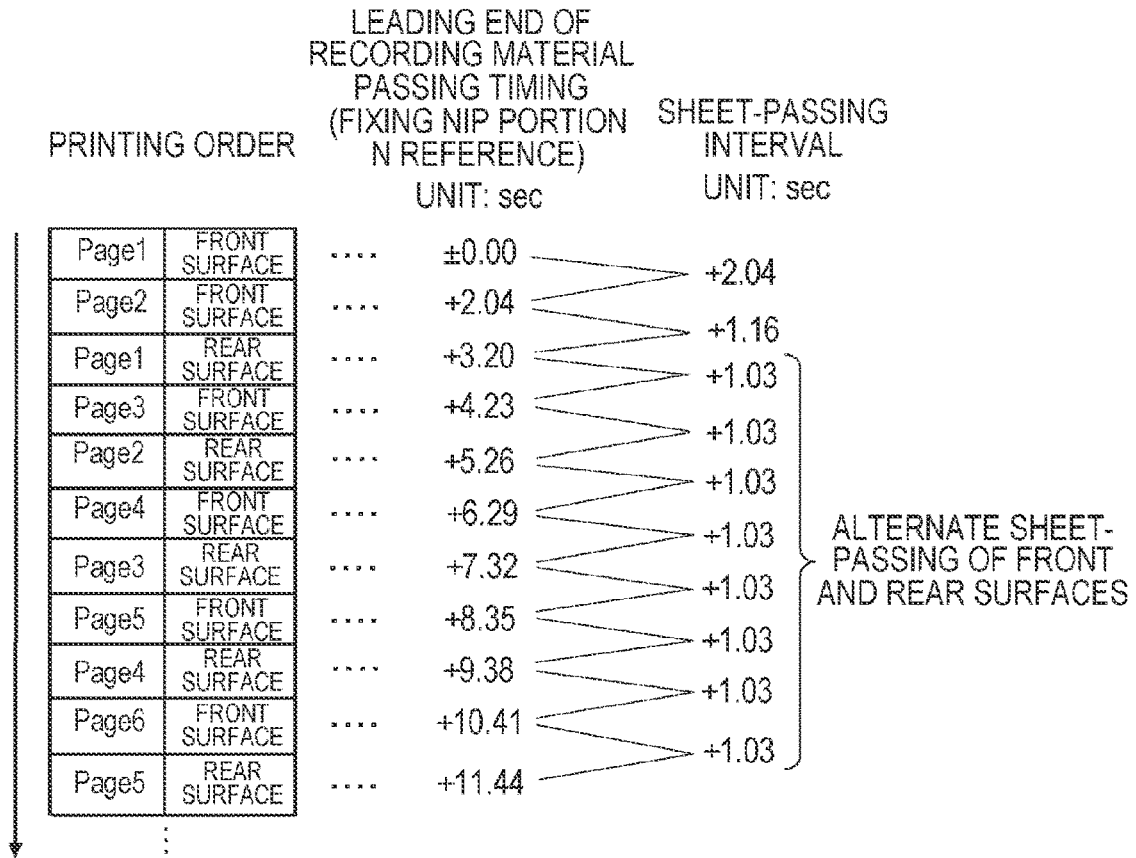 LEADING END OF
RECORDING MATERIAL
PASSING TIMING
(FIXING NIP PORTION
N REFERENCE)
UNIT: sec
SHEET-PASSING
INTERVAL
UNIT: sec
PRINTING ORDER
Page1 FRONT SURFACE .... ±0.00
+2.04
Page2 FRONT SURFACE .... +2.04
+1.16
Page1 REAR SURFACE .... +3.20
+1.03
Page3 FRONT SURFACE .... +4.23
+1.03
Page2 REAR SURFACE .... +5.26
+1.03
Page4 FRONT SURFACE .... +6.29
+1.03
Page3 REAR SURFACE .... +7.32
+1.03
Page5 FRONT SURFACE .... +8.35
+1.03
Page4 REAR SURFACE .... +9.38
+1.03
Page6 FRONT SURFACE .... +10.41
+1.03
Page5 REAR SURFACE .... +11.44
ALTERNATE SHEET-
PASSING OF FRONT
AND REAR SURFACES